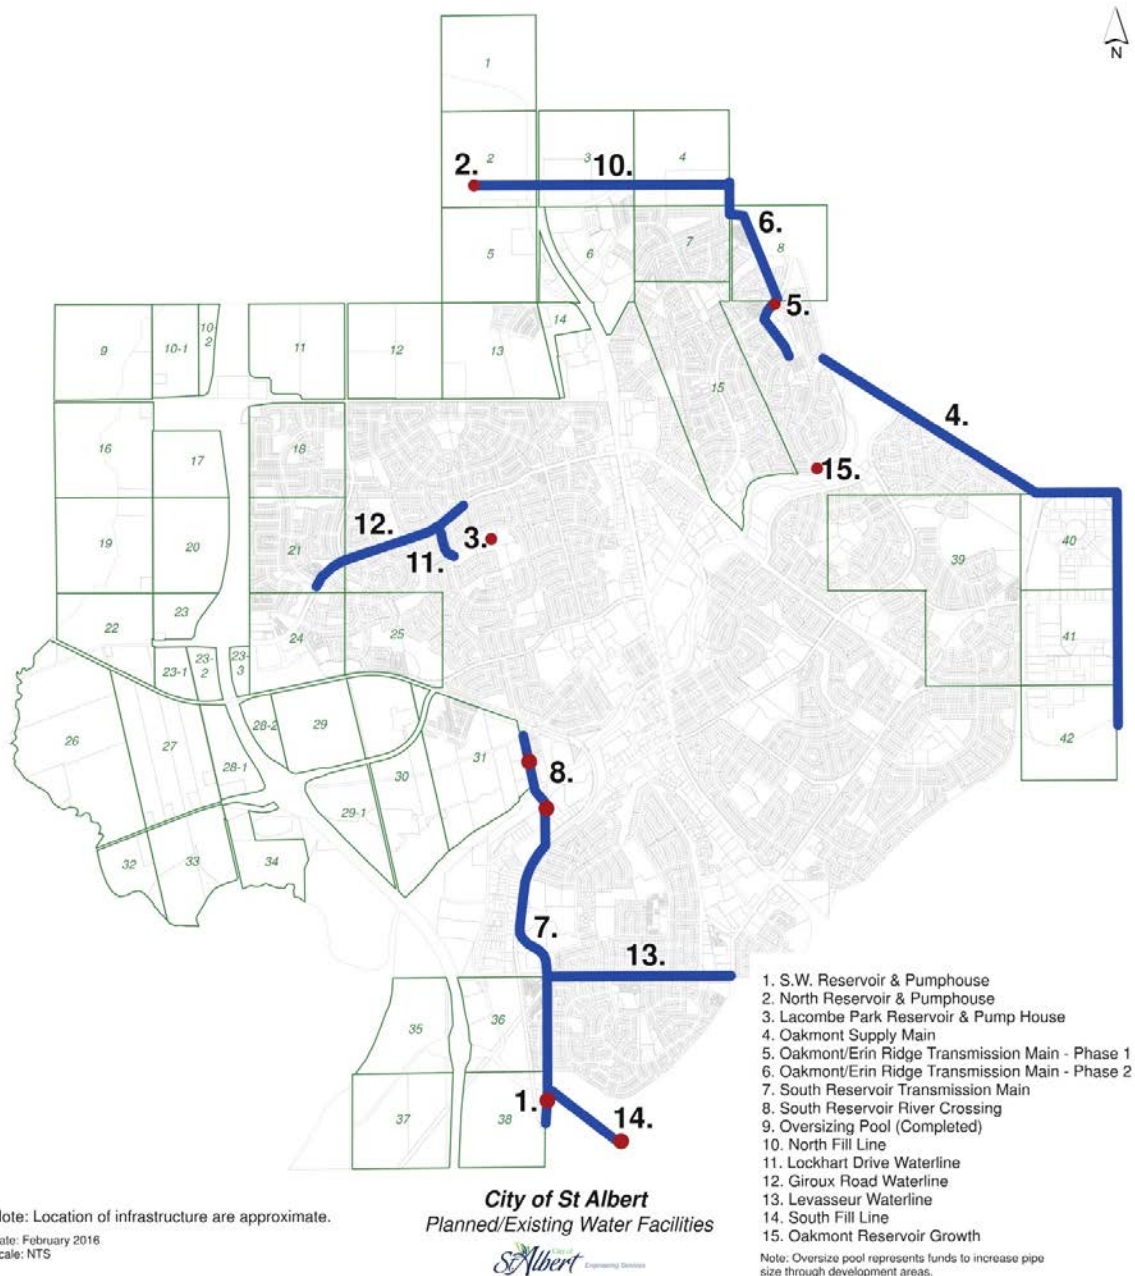 N
1
2
2.
3
10.
4
5
6
7
6.
8
5.
9
10-1
10-
2
11
12
13
14
15
4.
16
17
18
15.
12.
11.
3.
19
20
21
39
40
22
23
24
25
41
23-1
23-
2
23-
3
26
27
28-1
28-2
29
29-1
30
31
8.
42
32
33
34
7.
13.
35
36
37
38
1.
14.
1. S.W. Reservoir & Pumphouse
2. North Reservoir & Pumphouse
3. Lacombe Park Reservoir & Pump House
4. Oakmont Supply Main
5. Oakmont/Erin Ridge Transmission Main - Phase 1
6. Oakmont/Erin Ridge Transmission Main - Phase 2
7. South Reservoir Transmission Main
8. South Reservoir River Crossing
9. Oversizing Pool (Completed)
10. North Fill Line
11. Lockhart Drive Waterline
12. Giroux Road Waterline
13. Levasseur Waterline
14. South Fill Line
15. Oakmont Reservoir Growth
Note: Oversize pool represents funds to increase pipe
size through development areas.
City of St Albert
Planned/Existing Water Facilities
City of
St Albert
Engineering Services
ote: Location of infrastructure are approximate.
ate: February 2016
cale: NTS